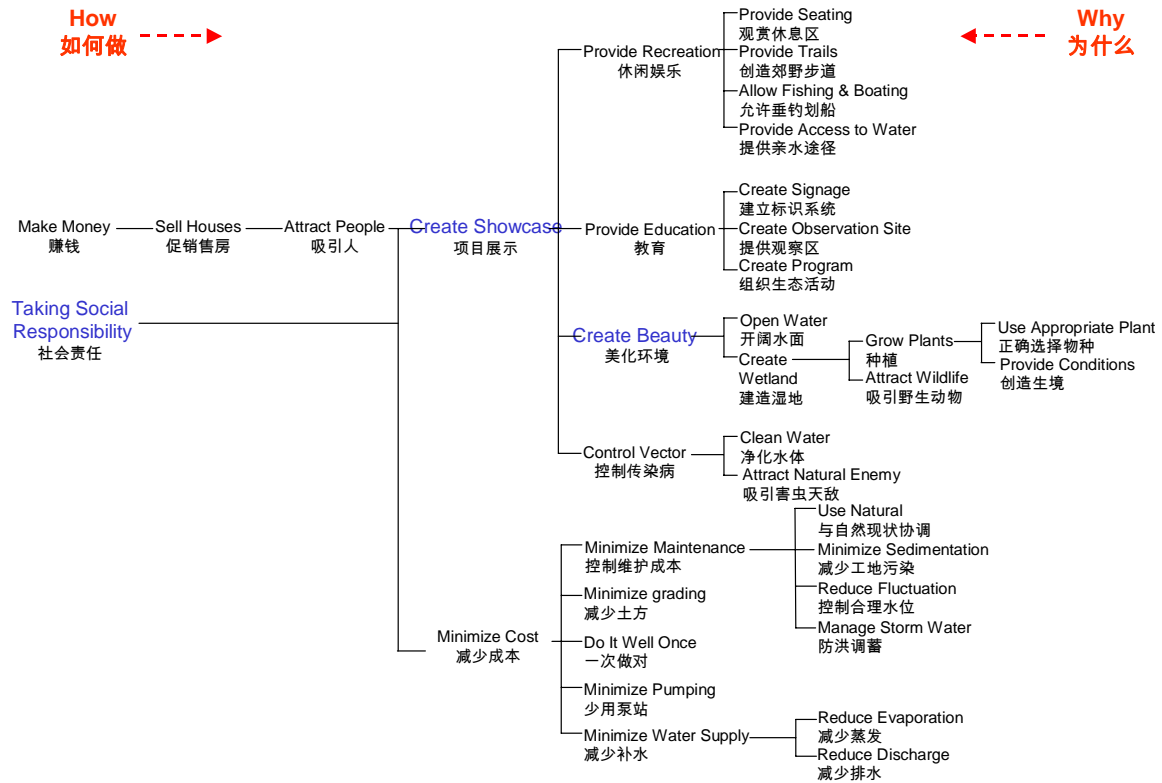 How
如何做
Why
为什么
Make Money
赚钱
Sell Houses
促销售房
Attract People
吸引人
Taking Social
Responsibility
社会责任
Create Showcase
项目展示
Provide Recreation
休闲娱乐
Provide Seating
观赏休息区
Provide Trails
创造郊野步道
Allow Fishing & Boating
允许垂钓划船
Provide Access to Water
提供亲水途径
Provide Education
教育
Create Signage
建立标识系统
Create Observation Site
提供观察区
Create Program
组织生态活动
Create Beauty
美化环境
Open Water
开阔水面
Create
Wetland
建造湿地
Grow Plants
种植
Attract Wildlife
吸引野生动物
Use Appropriate Plant
正确选择物种
Provide Conditions
创造生境
Control Vector
控制传染病
Clean Water
净化水体
Attract Natural Enemy
吸引害虫天敌
Minimize Cost
减少成本
Minimize Maintenance
控制维护成本
Use Natural
与自然现状协调
Minimize Sedimentation
减少工地污染
Reduce Fluctuation
控制合理水位
Manage Storm Water
防洪调蓄
Minimize grading
减少土方
Do It Well Once
一次做对
Minimize Pumping
少用泵站
Minimize Water Supply
减少补水
Reduce Evaporation
减少蒸发
Reduce Discharge
减少排水